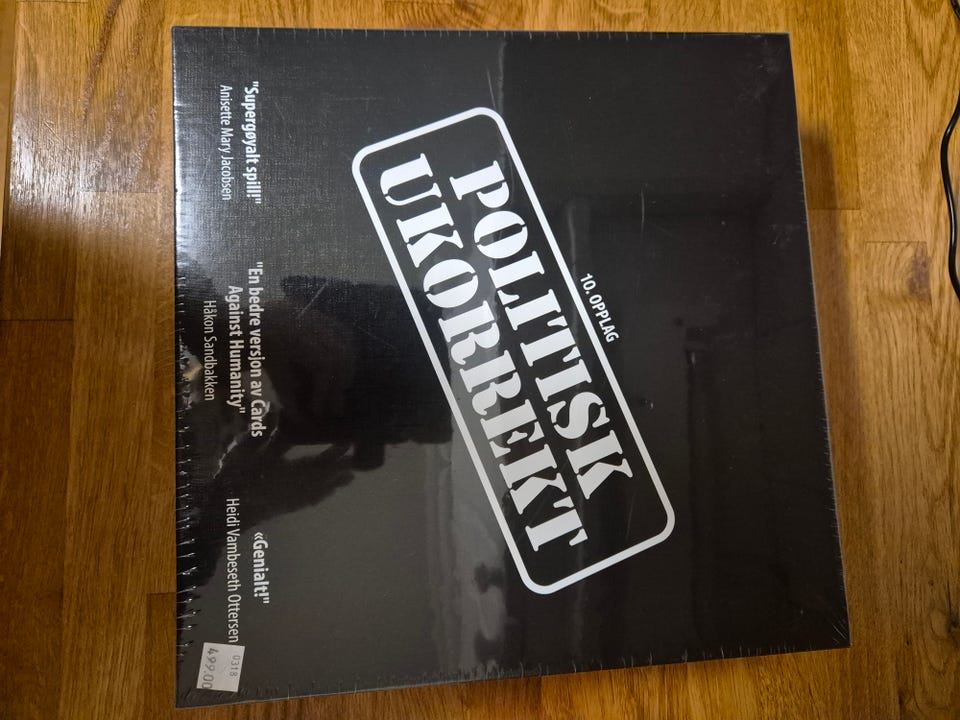 10. OPPLAG
POLITISK
UKORREKT
"Supergøyalt spill!"
Anisette Mary Jacobsen
"En bedre versjon av Cards
Against Humanity"
Håkon Sandbakken
«Genialt!"
Heidi Vambeseth Ottersen
0318
499.00